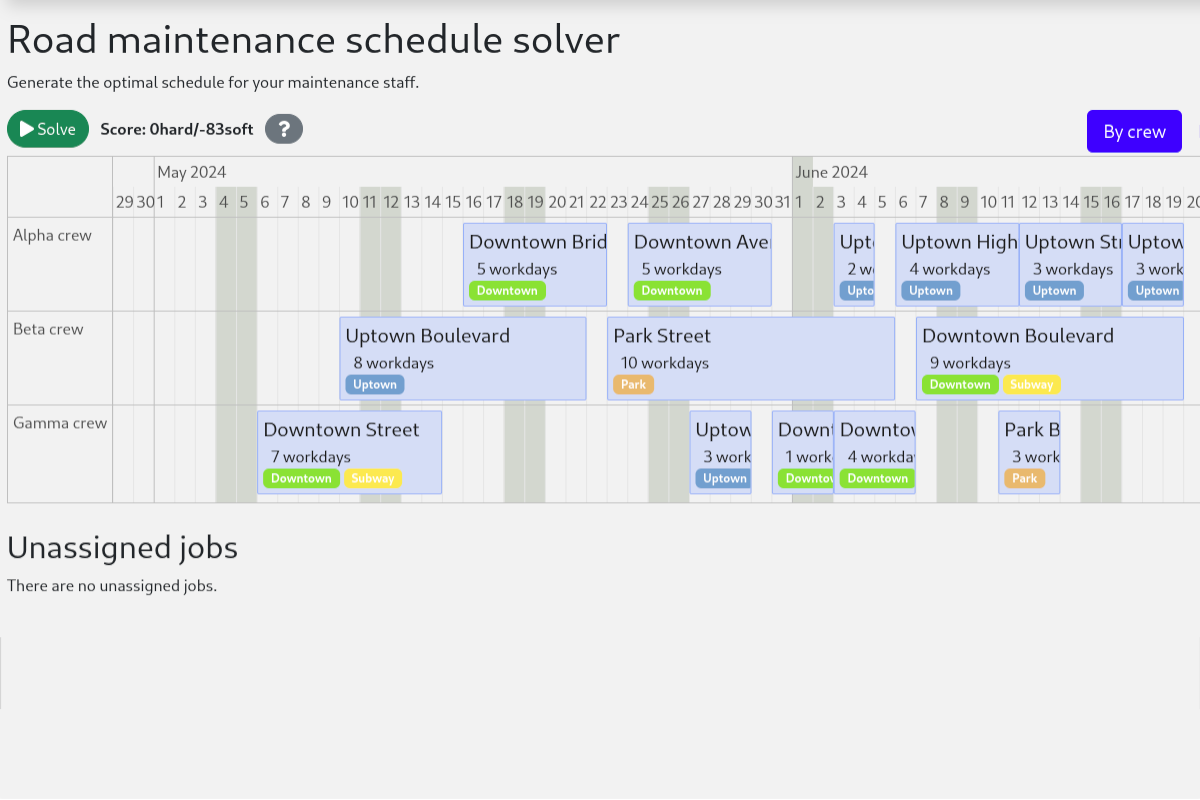 Road maintenance schedule solver
Generate the optimal schedule for your maintenance staff.
Solve Score: 0hard/-83soft ? By crew
May 2024 June 2024
29 30 1 2 3 4 5 6 7 8 9 10 11 12 13 14 15 16 17 18 19 20 21 22 23 24 25 26 27 28 29 30 31 1 2 3 4 5 6 7 8 9 10 11 12 13 14 15 16 17 18 19
Alpha crew
Downtown Brid Downtown Ave Upt Uptown High Uptown St Uptow
5 workdays 5 workdays 2 w 4 workdays 3 workdays 3 work
Downtown Downtown Upto Uptown Uptown Uptown
Beta crew
Uptown Boulevard Park Street Downtown Boulevard
8 workdays 10 workdays 9 workdays
Uptown Park Downtown Subway
Gamma crew
Downtown Street Uptow Down Downto Park B
7 workdays 3 work 1 work 4 workda 3 work
Downtown Subway Uptown Downto Downtown Park
Unassigned jobs
There are no unassigned jobs.